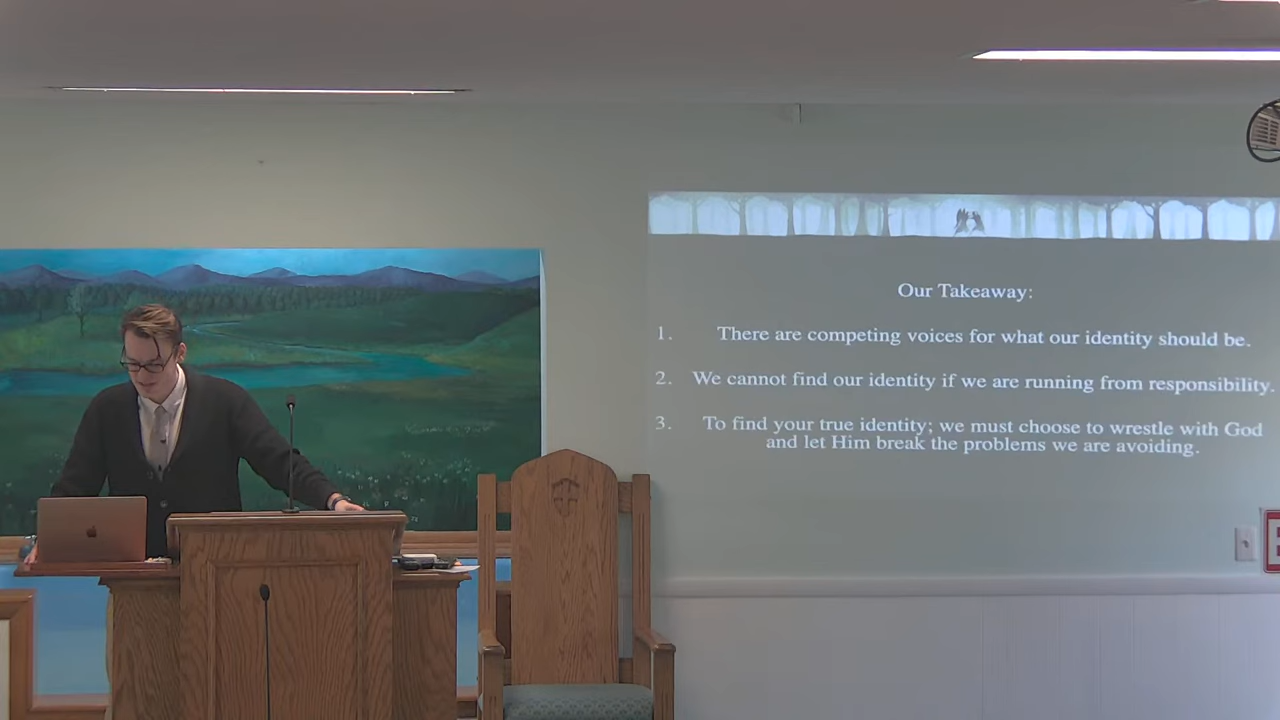 Our Takeaway:
1. There are competing voices for what our identity should be.
2. We cannot find our identity if we are running from responsibility.
3. To find your true identity; we must choose to wrestle with God
and let Him break the problems we are avoiding.